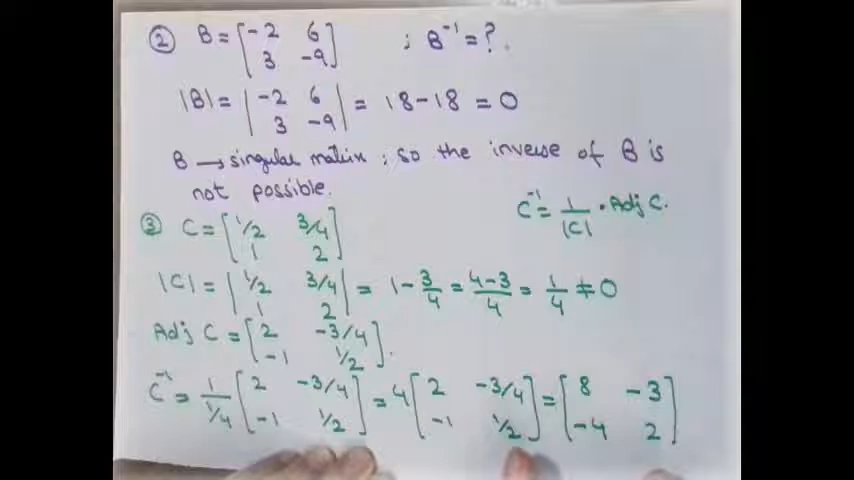 ② B = [-2 6; 3 -9] ; B⁻¹ = ?.
|B| = |-2 6; 3 -9| = 18-18 = 0
B → singular matrix ; so the inverse of B is
not possible.
C⁻¹ = 1/|C| • Adj C.
③ C = [1/2 3/4; 1 2]
|C| = |1/2 3/4; 1 2| = 1 - 3/4 = (4-3)/4 = 1/4 ≠ 0
Adj C = [2 -3/4; -1 1/2].
C⁻¹ = 1/(1/4) [2 -3/4; -1 1/2] = 4 [2 -3/4; -1 1/2] = [8 -3; -4 2]